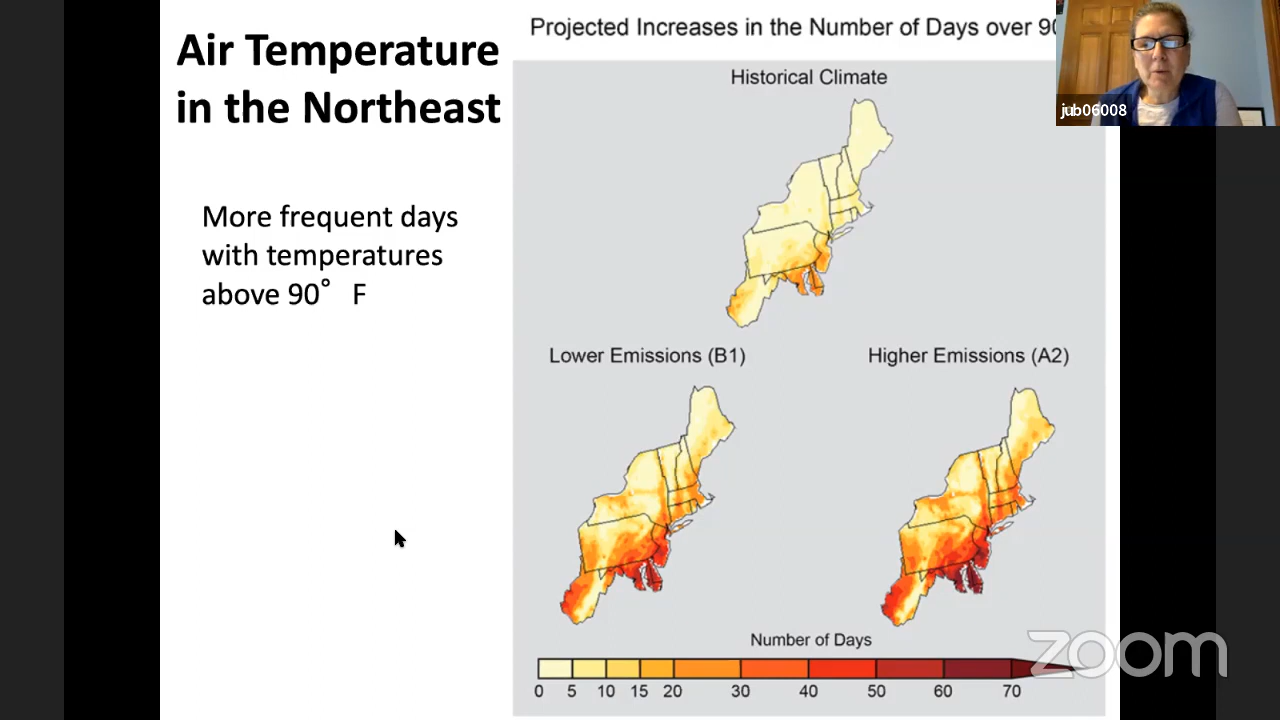 Air Temperature
in the Northeast
More frequent days
with temperatures
above 90° F
Projected Increases in the Number of Days over 90
Historical Climate
Lower Emissions (B1)
Higher Emissions (A2)
Number of Days
0 5 10 15 20 30 40 50 60 70
jub06008
zoom